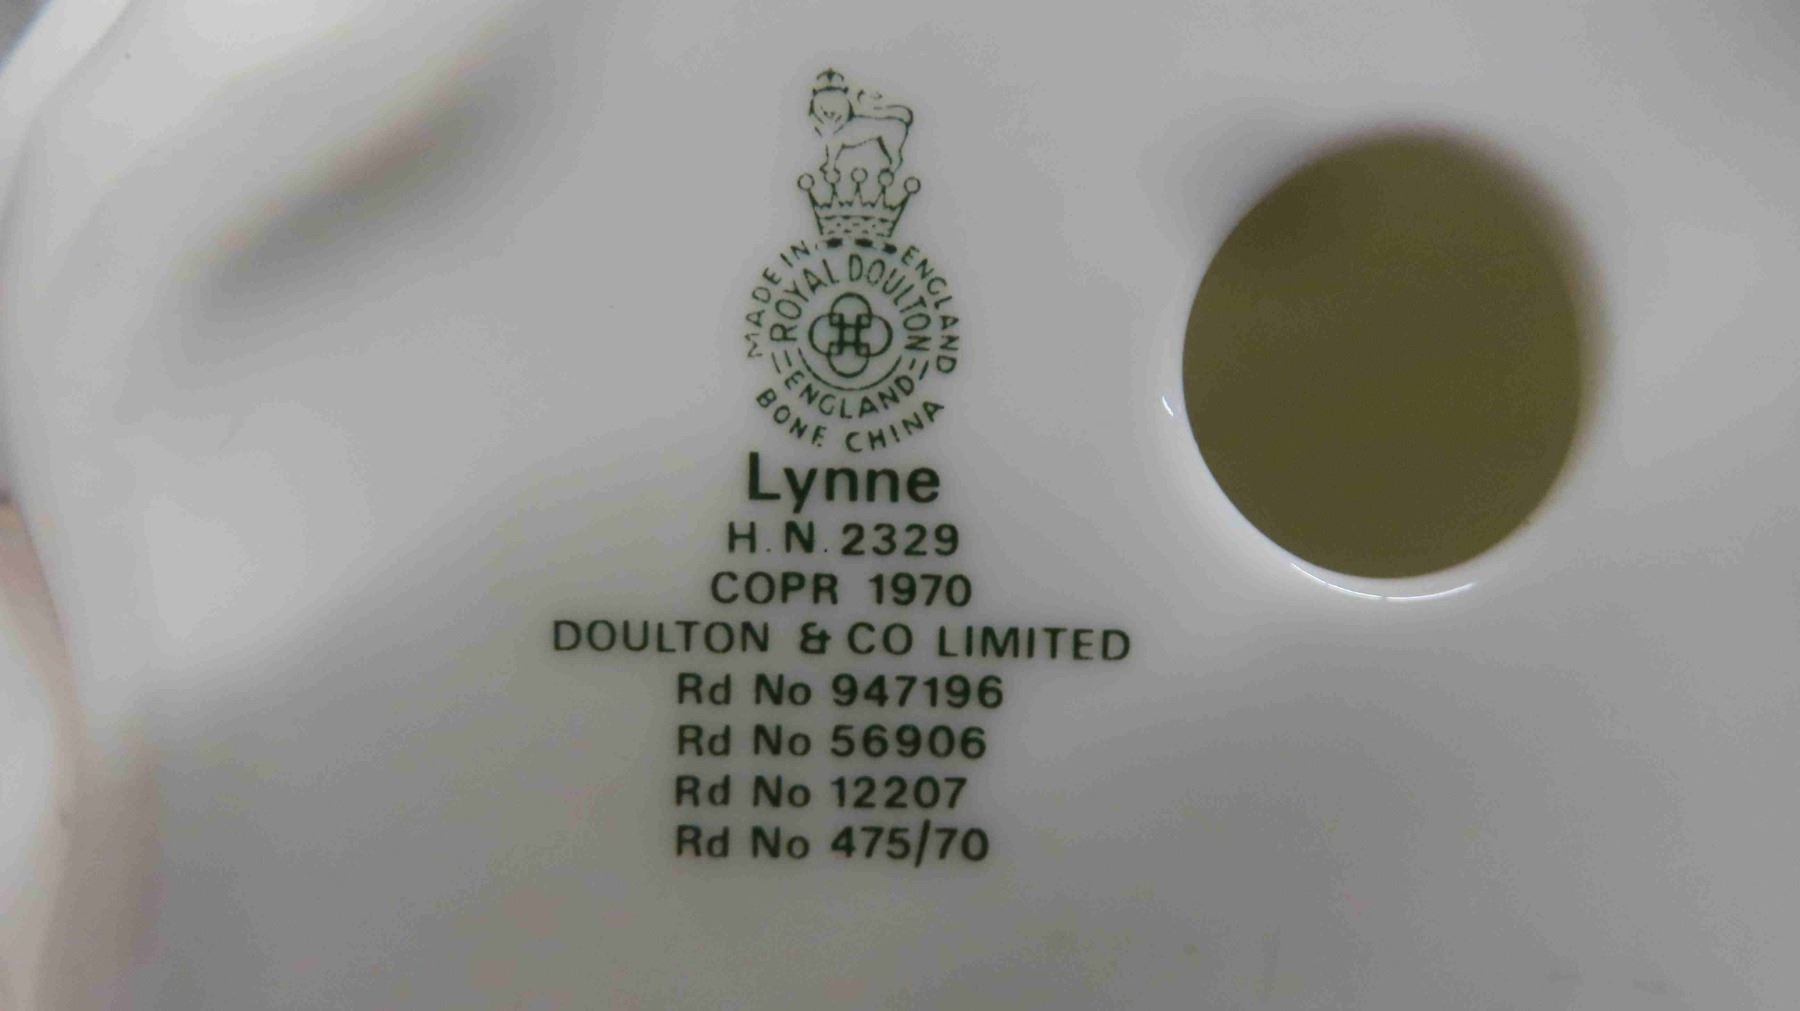 MADE IN ENGLAND
ROYAL DOULTON
ENGLAND
BONE CHINA
Lynne
H.N.2329
COPR 1970
DOULTON & CO LIMITED
Rd No 947196
Rd No 56906
Rd No 12207
Rd No 475/70